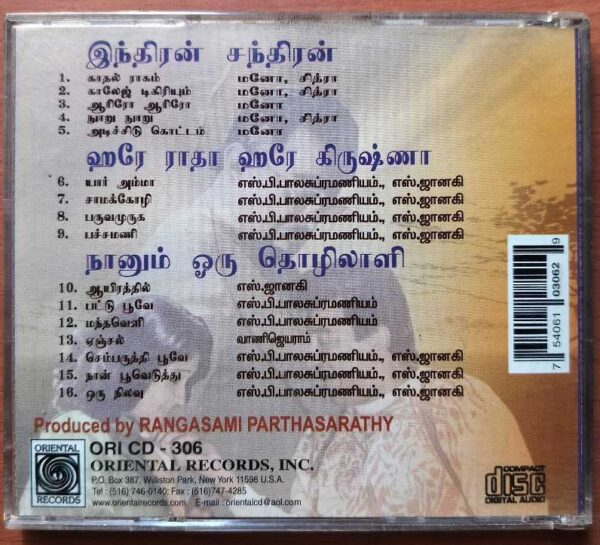 இந்திரன் சந்திரன்
1. காதல் ராகம் மனோ, சித்ரா
2. காலேஜ் டிகிரியும் மனோ, சித்ரா
3. ஆரிரோ ஆரிரோ மனோ
4. நூறு நூறு மனோ, சித்ரா
5. அடிச்சிடு கொட்டம் மனோ
ஹரே ராதா ஹரே கிருஷ்ணா
6. யார் அம்மா எஸ்.பி.பாலசுப்ரமணியம்., எஸ்.ஜானகி
7. சாமக்கோழி எஸ்.பி.பாலசுப்ரமணியம்., எஸ்.ஜானகி
8. பருவமுருக எஸ்.பி.பாலசுப்ரமணியம்., எஸ்.ஜானகி
9. பச்சமணி எஸ்.பி.பாலசுப்ரமணியம்., எஸ்.ஜானகி
நானும் ஒரு தொழிலாளி
10. ஆயிரத்தில் எஸ்.ஜானகி
11. பட்டு பூவே எஸ்.பி.பாலசுப்ரமணியம்
12. மந்தவெளி எஸ்.பி.பாலசுப்ரமணியம்
13. ஏஞ்சல் வாணிஜெயராம்
14. செம்பருத்தி பூவே எஸ்.பி.பாலசுப்ரமணியம்., எஸ்.ஜானகி
15. நான் பூவெடுத்து எஸ்.பி.பாலசுப்ரமணியம்., எஸ்.ஜானகி
16. ஒரு நிலவு எஸ்.பி.பாலசுப்ரமணியம்., எஸ்.ஜானகி
7 54061 03062 9
Produced by RANGASAMI PARTHASARATHY
ORIENTAL RECORDS
ORI CD - 306
ORIENTAL RECORDS, INC.
P.O. Box 387, Williston Park, New York 11596 U.S.A.
Tel : (516) 746-0140; Fax : (516)747-4285
www.orientalrecords.com E-mail : orientalcd@aol.com
COMPACT
disc
DIGITAL AUDIO